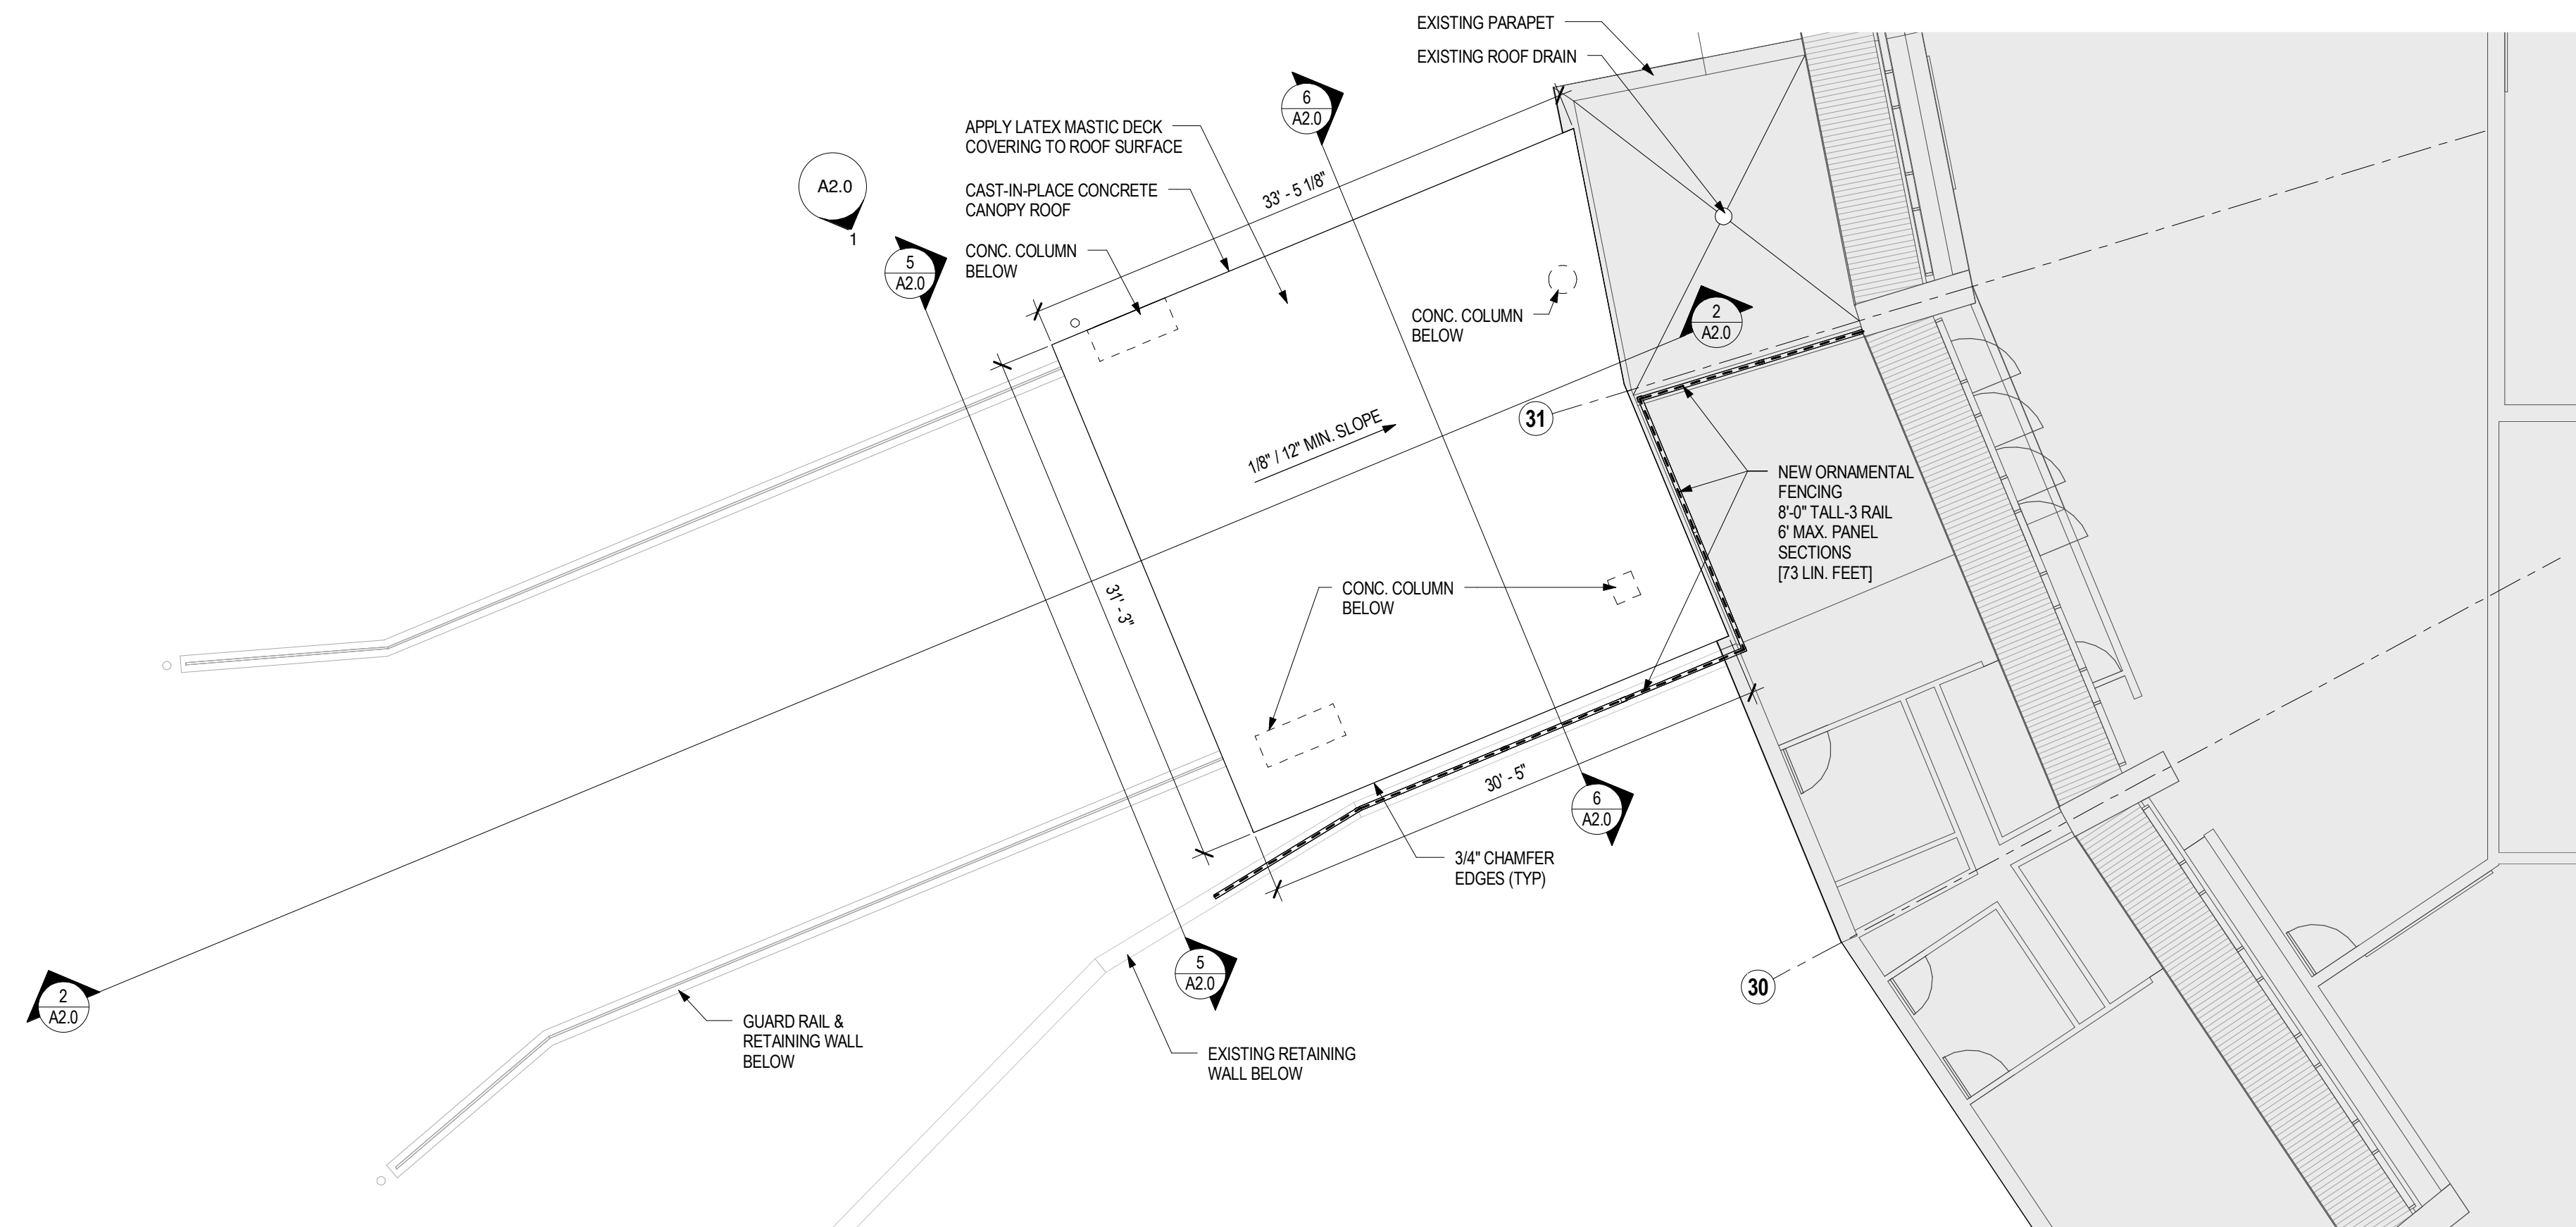 EXISTING PARAPET
EXISTING ROOF DRAIN
6
A2.0
APPLY LATEX MASTIC DECK
COVERING TO ROOF SURFACE
A2.0
1
33' - 5 1/8"
CAST-IN-PLACE CONCRETE
CANOPY ROOF
5
A2.0
CONC. COLUMN
BELOW
CONC. COLUMN
BELOW
2
A2.0
31
1/8" / 12" MIN. SLOPE
NEW ORNAMENTAL
FENCING
8'-0" TALL-3 RAIL
6' MAX. PANEL
SECTIONS
[73 LIN. FEET]
31' - 3"
CONC. COLUMN
BELOW
30' - 5"
6
A2.0
3/4" CHAMFER
EDGES (TYP)
5
A2.0
30
2
A2.0
GUARD RAIL &
RETAINING WALL
BELOW
EXISTING RETAINING
WALL BELOW